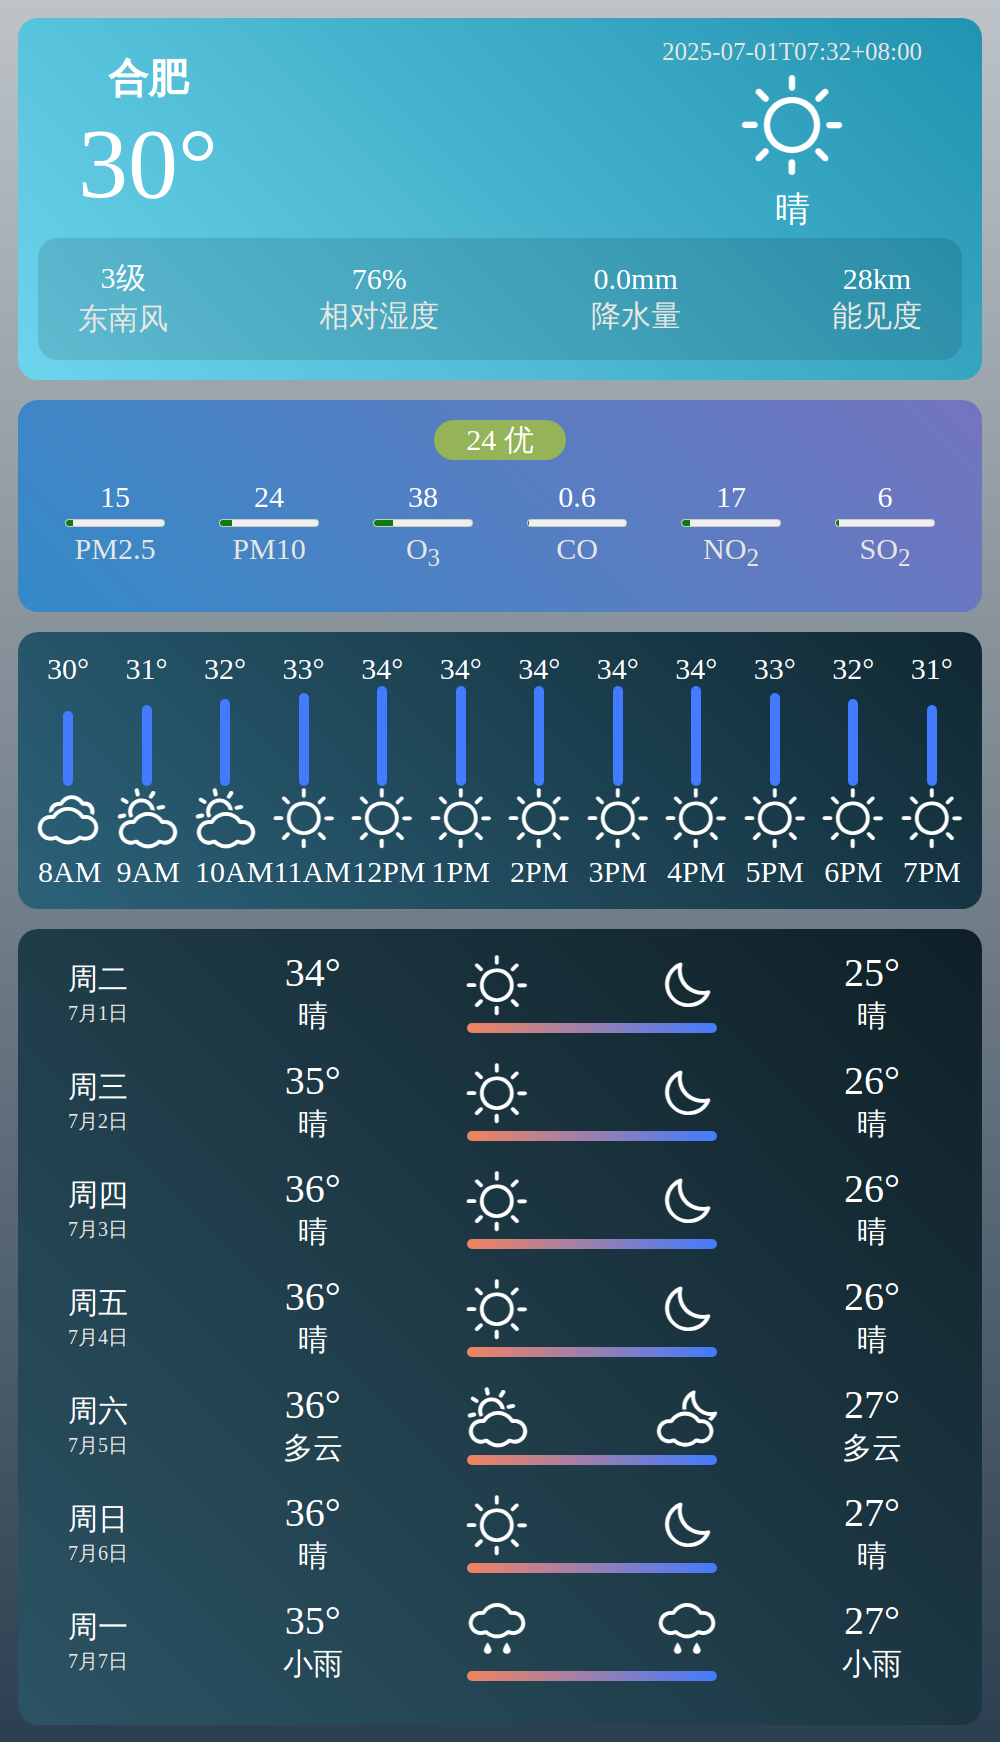 合肥
30°
2025-07-01T07:32+08:00
晴
3级 76% 0.0mm 28km
东南风 相对湿度 降水量 能见度
24 优
15 24 38 0.6 17 6
PM2.5 PM10 O3 CO NO2 SO2
30° 31° 32° 33° 34° 34° 34° 34° 34° 33° 32° 31°
8AM 9AM 10AM 11AM 12PM 1PM 2PM 3PM 4PM 5PM 6PM 7PM
周二 34° 25°
7月1日 晴 晴
周三 35° 26°
7月2日 晴 晴
周四 36° 26°
7月3日 晴 晴
周五 36° 26°
7月4日 晴 晴
周六 36° 27°
7月5日 多云 多云
周日 36° 27°
7月6日 晴 晴
周一 35° 27°
7月7日 小雨 小雨